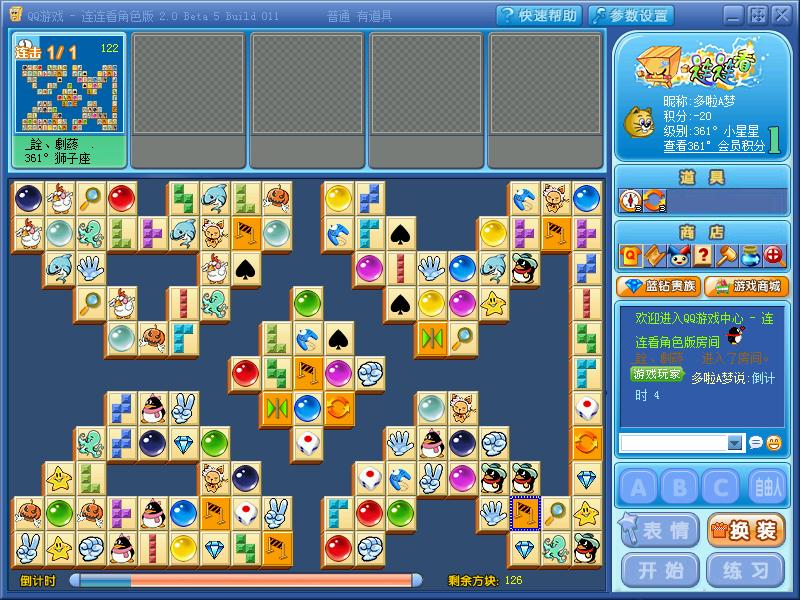 QQ游戏 - 连连看角色版 2.0 Beta 5 Build 011
普通 有道具
快速帮助
参数设置
连击 1/1
122
361° 狮子座
连连看
昵称:多啦A梦
积分:-20
级别:361° 小星星
查看361° 会员积分
1
道 具
商 店
蓝钻贵族
游戏商城
欢迎进入QQ游戏中心 - 连
连看角色版房间
进入了房间。
游戏玩家 多啦A梦说:倒计
时 4
A B C 自由人
表 情
换 装
开 始
练 习
倒计时
剩余方块: 126